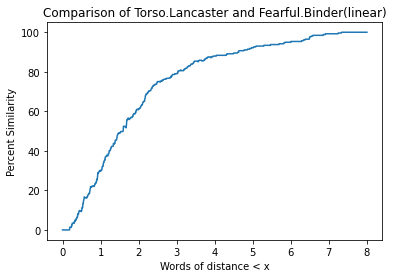 Comparison of Torso.Lancaster and Fearful.Binder(linear)
Percent Similarity
100
80
60
40
20
0
0 1 2 3 4 5 6 7 8
Words of distance < x